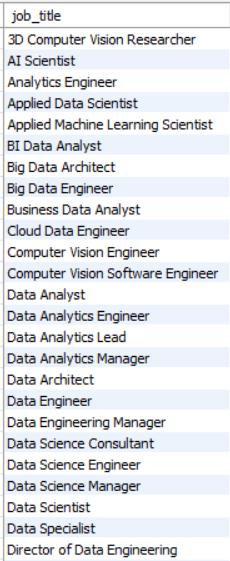 job_title
3D Computer Vision Researcher
AI Scientist
Analytics Engineer
Applied Data Scientist
Applied Machine Learning Scientist
BI Data Analyst
Big Data Architect
Big Data Engineer
Business Data Analyst
Cloud Data Engineer
Computer Vision Engineer
Computer Vision Software Engineer
Data Analyst
Data Analytics Engineer
Data Analytics Lead
Data Analytics Manager
Data Architect
Data Engineer
Data Engineering Manager
Data Science Consultant
Data Science Engineer
Data Science Manager
Data Scientist
Data Specialist
Director of Data Engineering